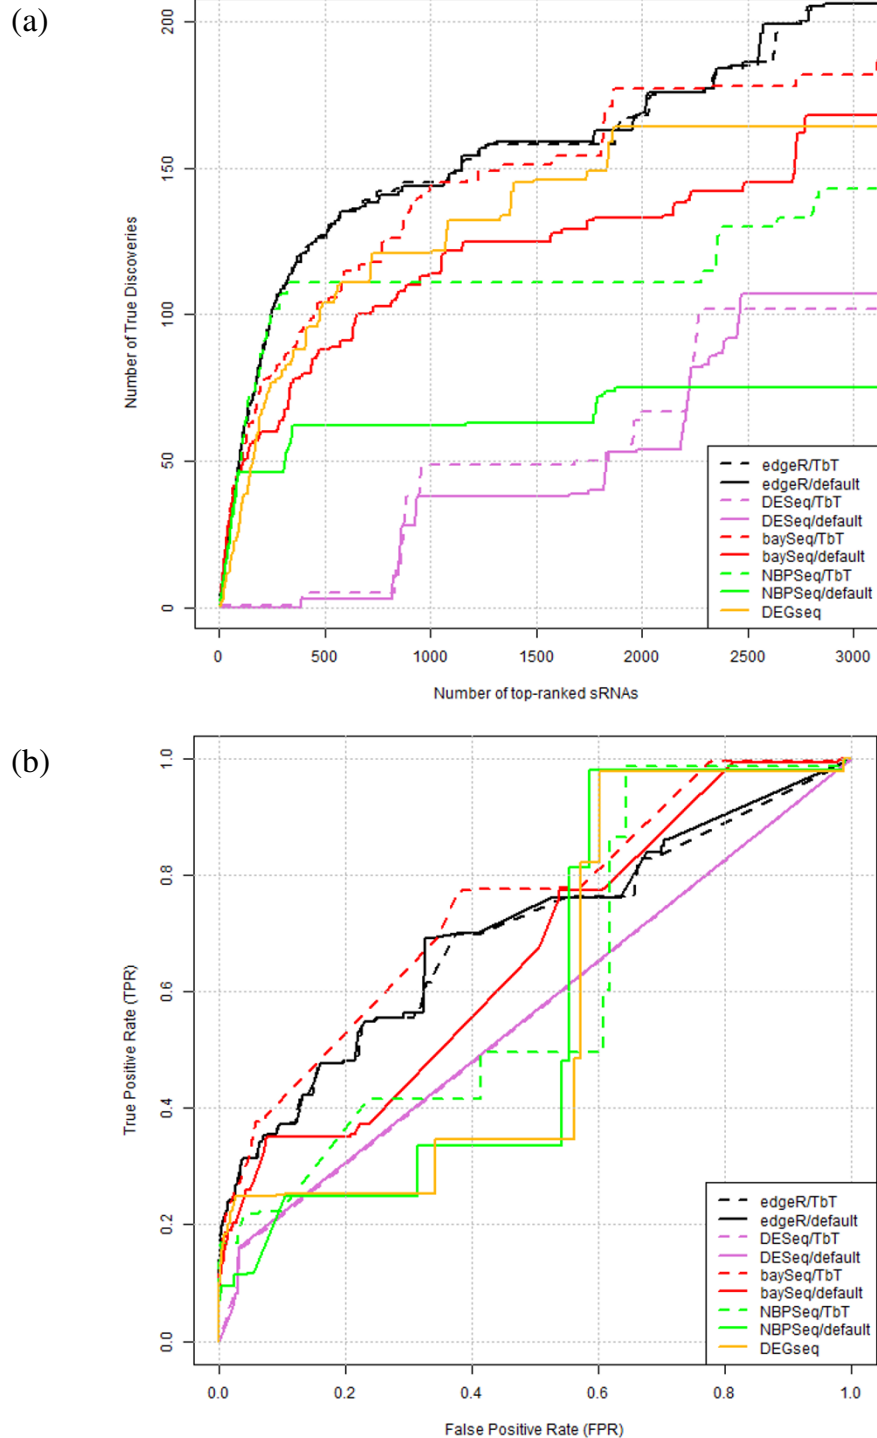 (a)
200
150
100
50
0
Number of True Discoveries
edgeR/TbT
edgeR/default
DESeq/TbT
DESeq/default
baySeq/TbT
baySeq/default
NBPSeq/TbT
NBPSeq/default
DEGseq
0 500 1000 1500 2000 2500 3000
Number of top-ranked sRNAs
(b)
1.0
0.8
0.6
0.4
0.2
0.0
True Positive Rate (TPR)
edgeR/TbT
edgeR/default
DESeq/TbT
DESeq/default
baySeq/TbT
baySeq/default
NBPSeq/TbT
NBPSeq/default
DEGseq
0.0 0.2 0.4 0.6 0.8 1.0
False Positive Rate (FPR)